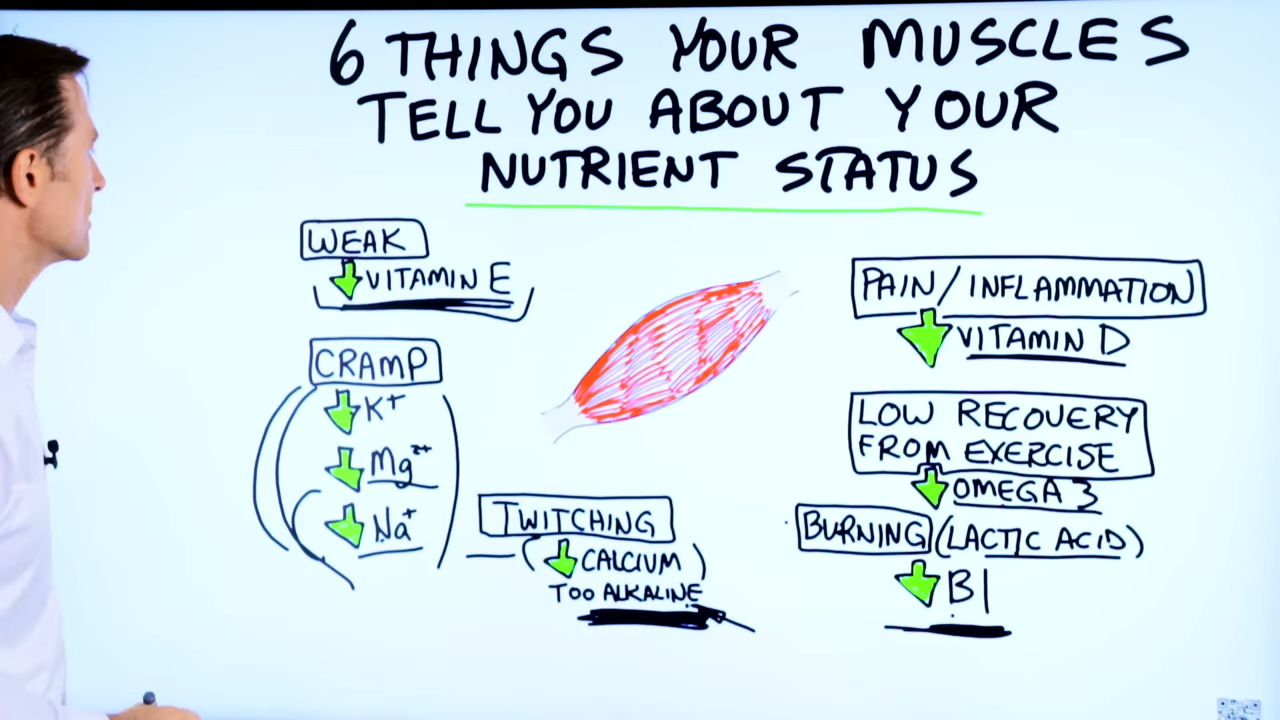 6 THINGS YOUR MUSCLES
TELL YOU ABOUT YOUR
NUTRIENT STATUS
WEAK
VITAMIN E
CRAMP
K+
Mg2+
Na+
TWITCHING
(CALCIUM)
TOO ALKALINE
PAIN/INFLAMMATION
VITAMIN D
LOW RECOVERY
FROM EXERCISE
OMEGA 3
BURNING (LACTIC ACID)
B1